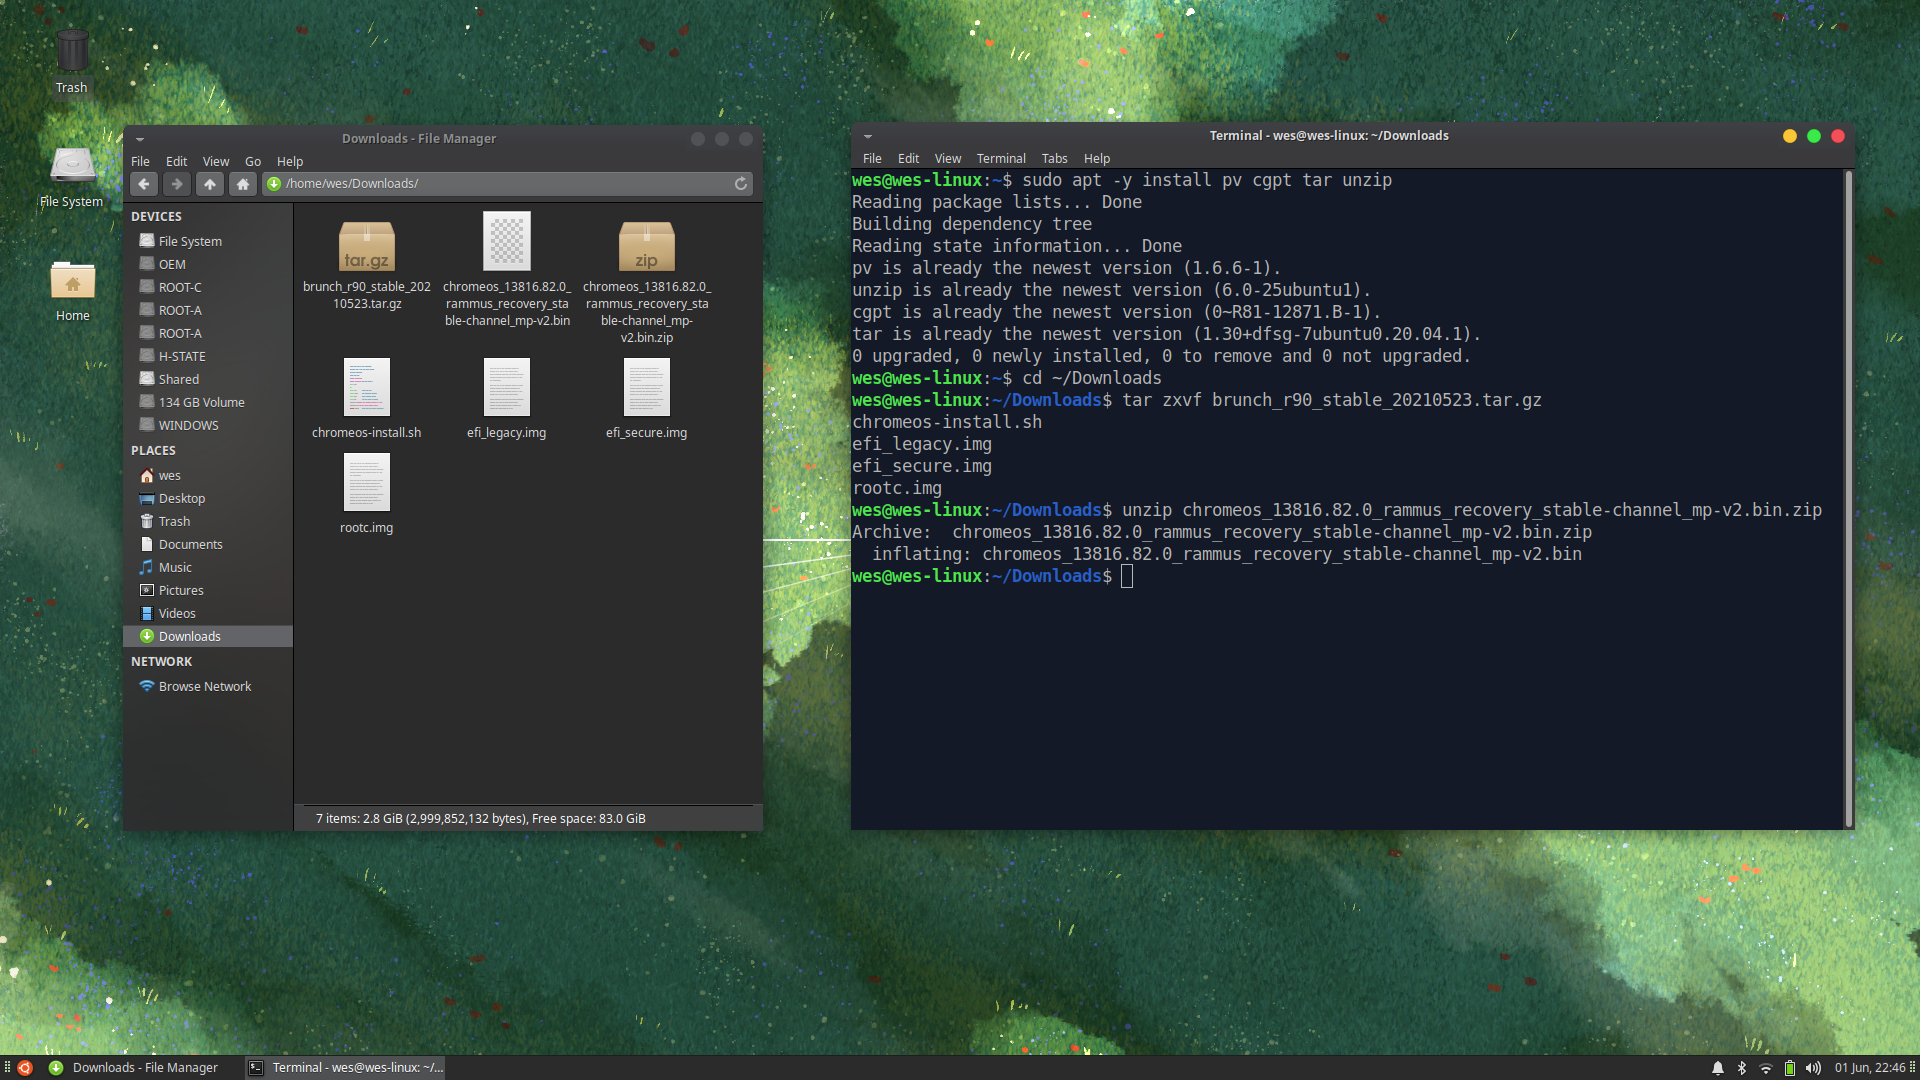 Trash
File System
Home
Downloads - File Manager
File Edit View Go Help
/home/wes/Downloads/
DEVICES
File System
OEM
ROOT-C
ROOT-A
ROOT-A
H-STATE
Shared
134 GB Volume
WINDOWS
PLACES
wes
Desktop
Trash
Documents
Music
Pictures
Videos
Downloads
NETWORK
Browse Network
tar.gz
brunch_r90_stable_202
10523.tar.gz
chromeos_13816.82.0_
rammus_recovery_sta
ble-channel_mp-v2.bin
zip
chromeos_13816.82.0_
rammus_recovery_sta
ble-channel_mp-
v2.bin.zip
chromeos-install.sh
efi_legacy.img
efi_secure.img
rootc.img
7 items: 2.8 GiB (2,999,852,132 bytes), Free space: 83.0 GiB
Terminal - wes@wes-linux: ~/Downloads
File Edit View Terminal Tabs Help
wes@wes-linux:~$ sudo apt -y install pv cgpt tar unzip
Reading package lists... Done
Building dependency tree
Reading state information... Done
pv is already the newest version (1.6.6-1).
unzip is already the newest version (6.0-25ubuntu1).
cgpt is already the newest version (0~R81-12871.B-1).
tar is already the newest version (1.30+dfsg-7ubuntu0.20.04.1).
0 upgraded, 0 newly installed, 0 to remove and 0 not upgraded.
wes@wes-linux:~$ cd ~/Downloads
wes@wes-linux:~/Downloads$ tar zxvf brunch_r90_stable_20210523.tar.gz
chromeos-install.sh
efi_legacy.img
efi_secure.img
rootc.img
wes@wes-linux:~/Downloads$ unzip chromeos_13816.82.0_rammus_recovery_stable-channel_mp-v2.bin.zip
Archive:  chromeos_13816.82.0_rammus_recovery_stable-channel_mp-v2.bin.zip
  inflating: chromeos_13816.82.0_rammus_recovery_stable-channel_mp-v2.bin
wes@wes-linux:~/Downloads$
Downloads - File Manager
Terminal - wes@wes-linux: ~/...
01 Jun, 22:46